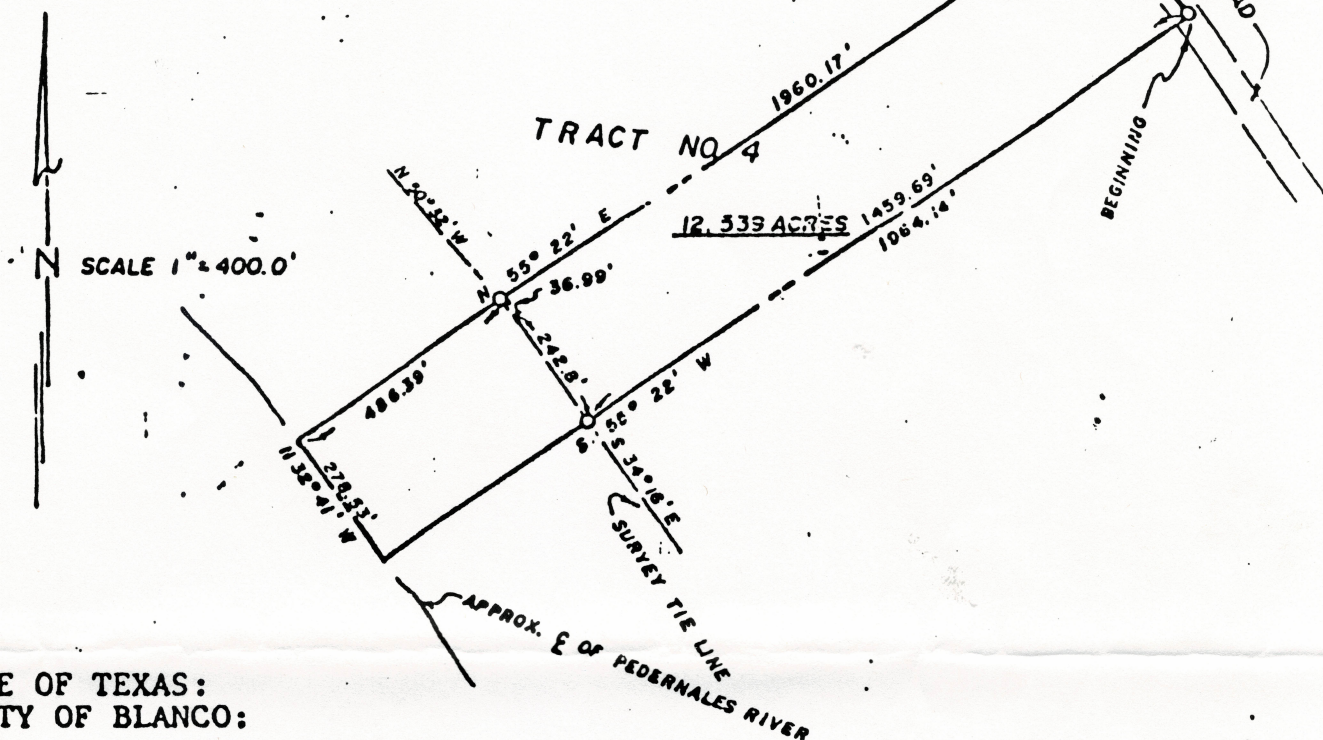 1960.17'
TRACT NO. 4
BEGINNING
12.539 ACRES
1459.69'
1964.14'
N
SCALE 1"= 400.0'
N 55° 22' E
36.99'
242.8'
486.39'
S 55° 22' W
S 34° 16' E
278.53'
N 32° 41' W
SURVEY TIE LINE
APPROX. ₵ OF PEDERNALES RIVER
E OF TEXAS:
TY OF BLANCO: